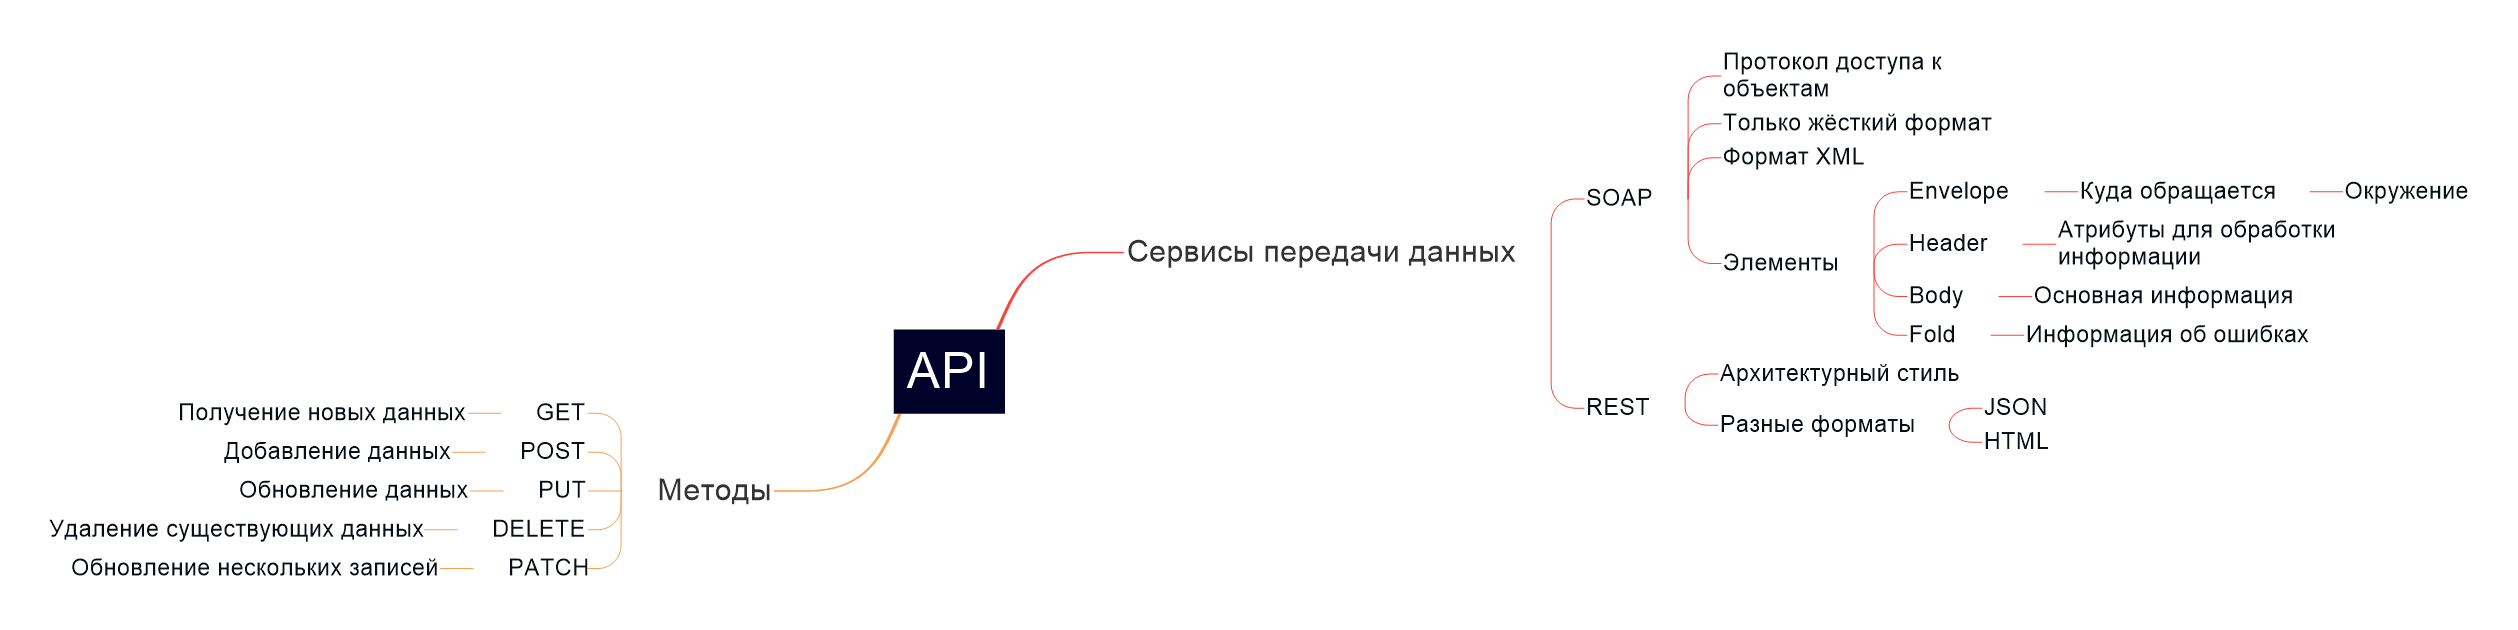 API
Сервисы передачи данных
SOAP
Протокол доступа к
объектам
Только жёсткий формат
Формат XML
Элементы
Envelope
Куда обращается
Окружение
Header
Атрибуты для обработки
информации
Body
Основная информация
Fold
Информация об ошибках
REST
Архитектурный стиль
Разные форматы
JSON
HTML
Методы
GET
Получение новых данных
POST
Добавление данных
PUT
Обновление данных
DELETE
Удаление существующих данных
PATCH
Обновление нескольких записей